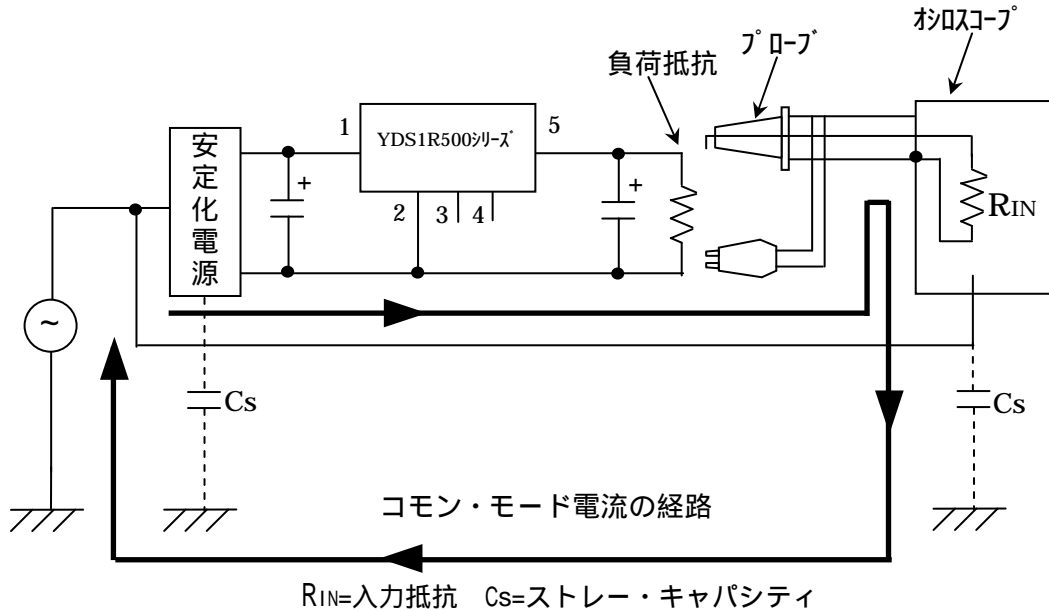 オシロスコープ
プローブ
負荷抵抗
安定化電源
1
YDS1R500シリーズ
5
+
+
2
3
4
RIN
~
Cs
Cs
コモン・モード電流の経路
RIN=入力抵抗 Cs=ストレー・キャパシティ